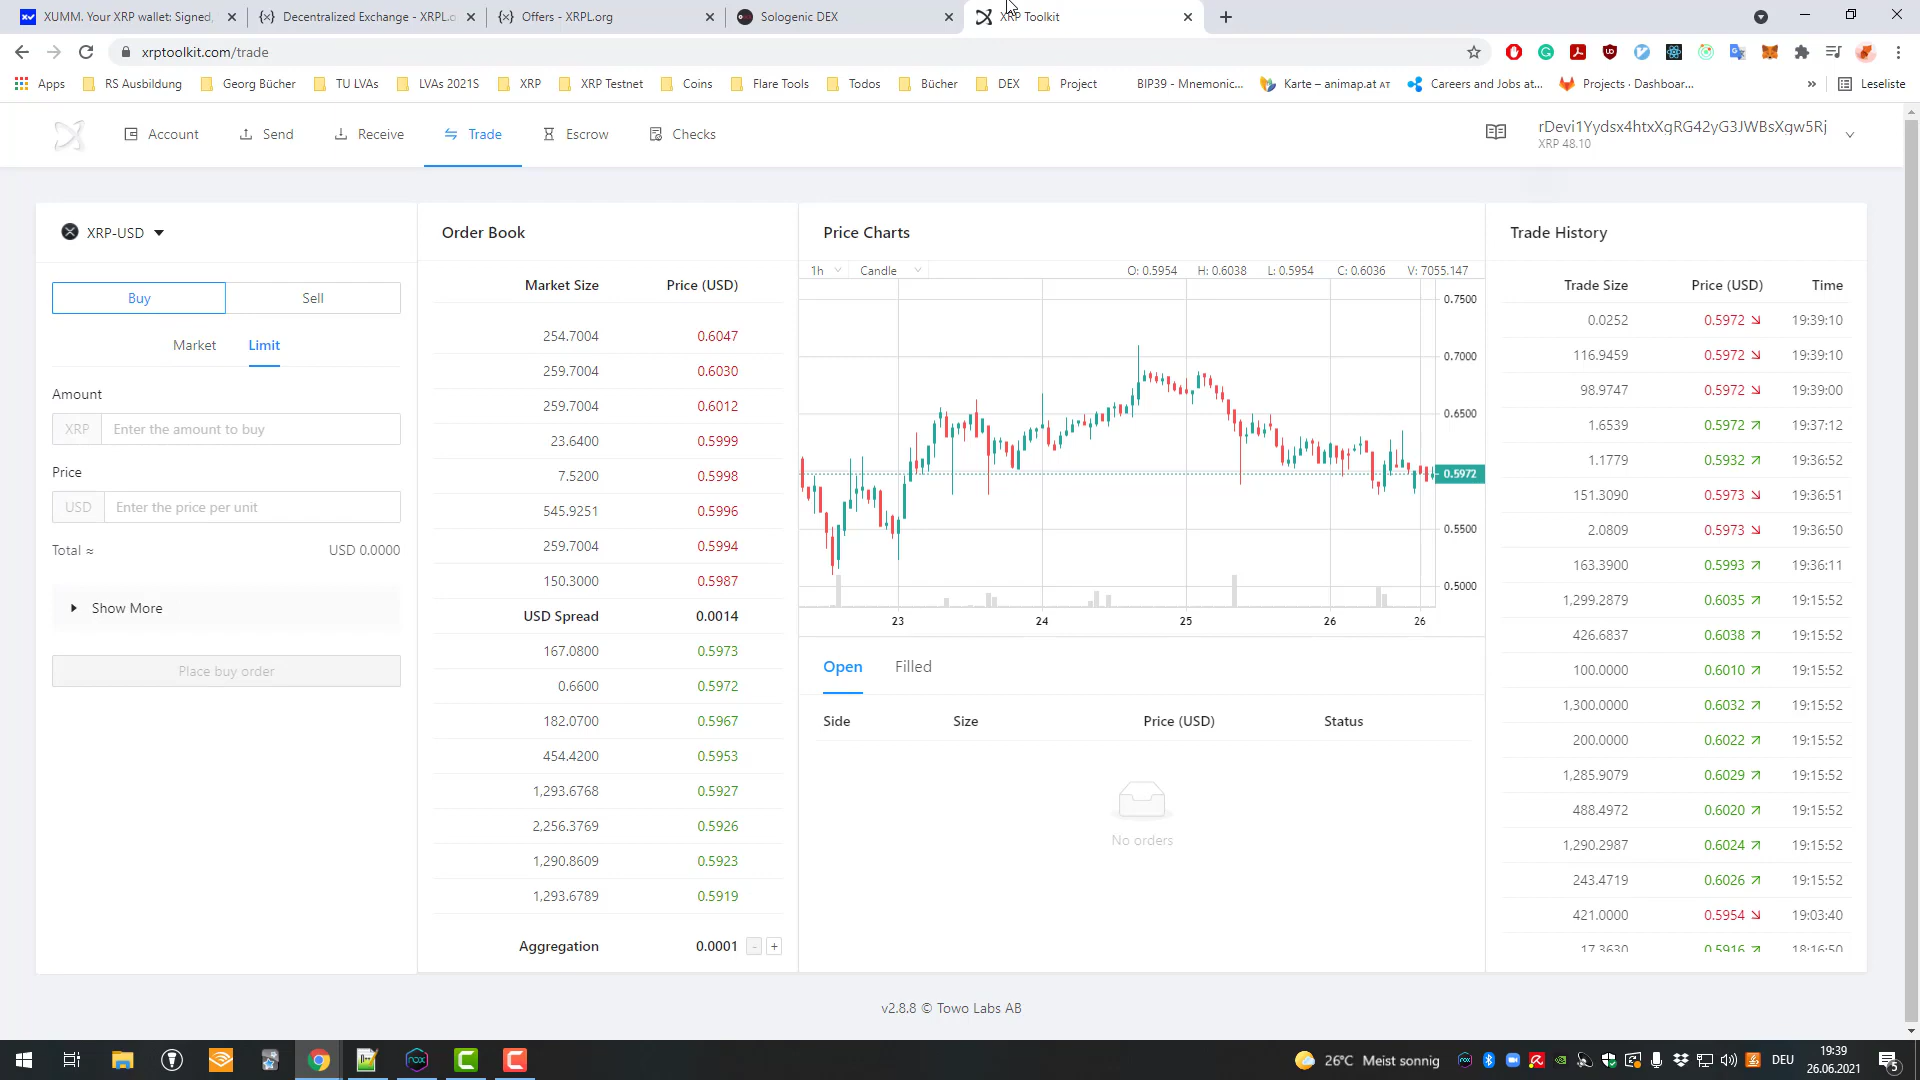 XUMM. Your XRP wallet: Signed,
Decentralized Exchange - XRPL.o
Offers - XRPL.org
Sologenic DEX
XRP Toolkit
xrptoolkit.com/trade
Apps
RS Ausbildung
Georg Bücher
TU LVAs
LVAs 2021S
XRP
XRP Testnet
Coins
Flare Tools
Todos
Bücher
DEX
Project
BIP39 - Mnemonic...
Karte – animap.at AT
Careers and Jobs at...
Projects · Dashboar...
»
Leseliste
Account
Send
Receive
Trade
Escrow
Checks
rDevi1Yydsx4htxXgRG42yG3JWBsXgw5Rj
XRP 48.10
XRP-USD
Buy
Sell
Market
Limit
Amount
XRP
Enter the amount to buy
Price
USD
Enter the price per unit
Total ≈
USD 0.0000
Show More
Place buy order
Order Book
Market Size Price (USD)
254.7004 0.6047
259.7004 0.6030
259.7004 0.6012
23.6400 0.5999
7.5200 0.5998
545.9251 0.5996
259.7004 0.5994
150.3000 0.5987
USD Spread 0.0014
167.0800 0.5973
0.6600 0.5972
182.0700 0.5967
454.4200 0.5953
1,293.6768 0.5927
2,256.3769 0.5926
1,290.8609 0.5923
1,293.6789 0.5919
Aggregation 0.0001 - +
Price Charts
1h
Candle
O: 0.5954 H: 0.6038 L: 0.5954 C: 0.6036 V: 7055.147
0.7500
0.7000
0.6500
0.5972
0.5500
0.5000
23 24 25 26 26
Open
Filled
Side Size Price (USD) Status
No orders
Trade History
Trade Size Price (USD) Time
0.0252 0.5972 19:39:10
116.9459 0.5972 19:39:10
98.9747 0.5972 19:39:00
1.6539 0.5972 19:37:12
1.1779 0.5932 19:36:52
151.3090 0.5973 19:36:51
2.0809 0.5973 19:36:50
163.3900 0.5993 19:36:11
1,299.2879 0.6035 19:15:52
426.6837 0.6038 19:15:52
100.0000 0.6010 19:15:52
1,300.0000 0.6032 19:15:52
200.0000 0.6022 19:15:52
1,285.9079 0.6029 19:15:52
488.4972 0.6020 19:15:52
1,290.2987 0.6024 19:15:52
243.4719 0.6026 19:15:52
421.0000 0.5954 19:03:40
17.3630 0.5916 18:16:50
v2.8.8 © Towo Labs AB
26°C Meist sonnig
DEU
19:39
26.06.2021
5